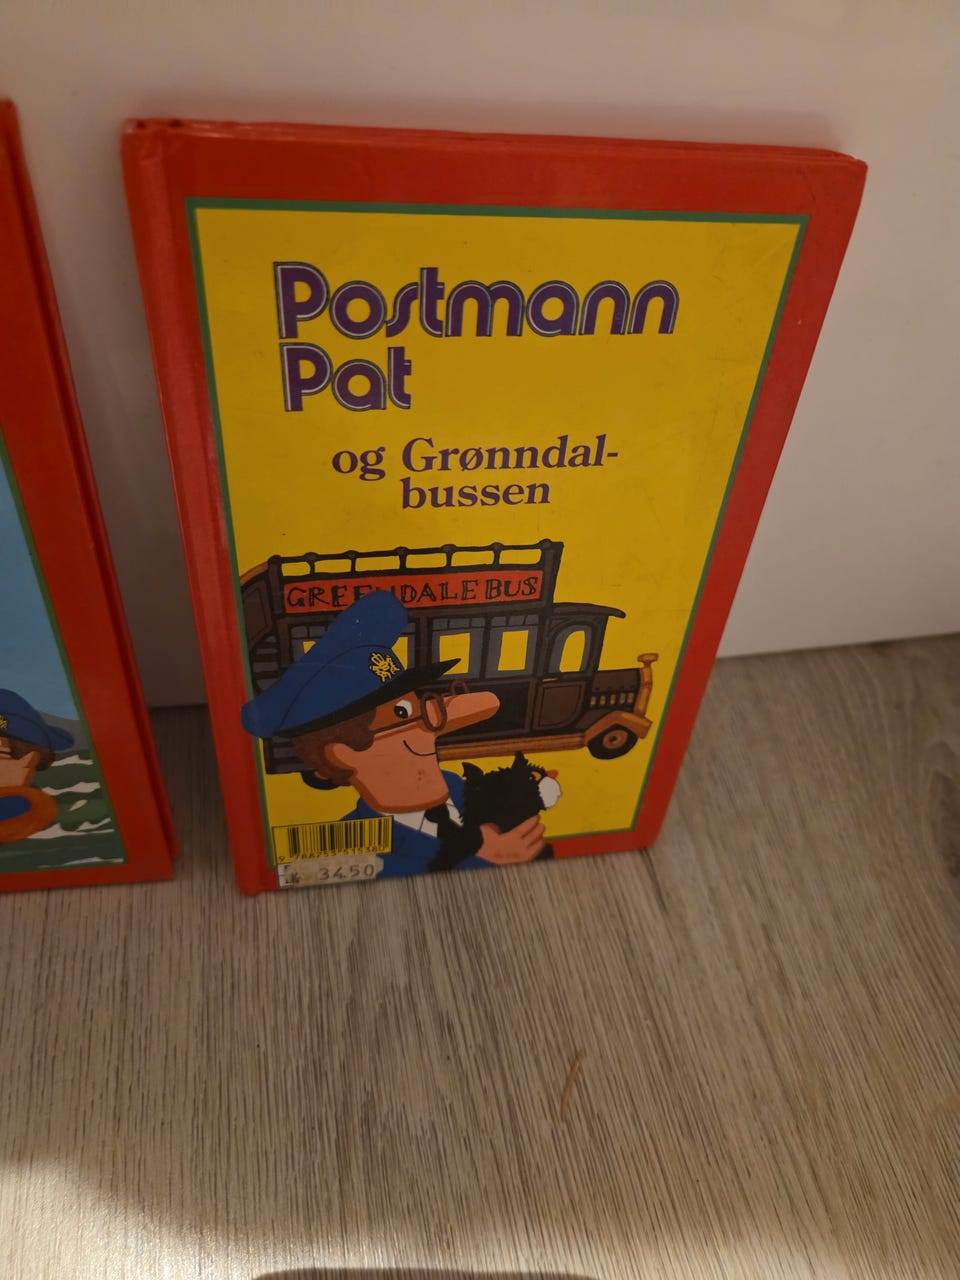 Postmann
Pat
og Grønndal-
bussen
GREENDALE BUS
34.50